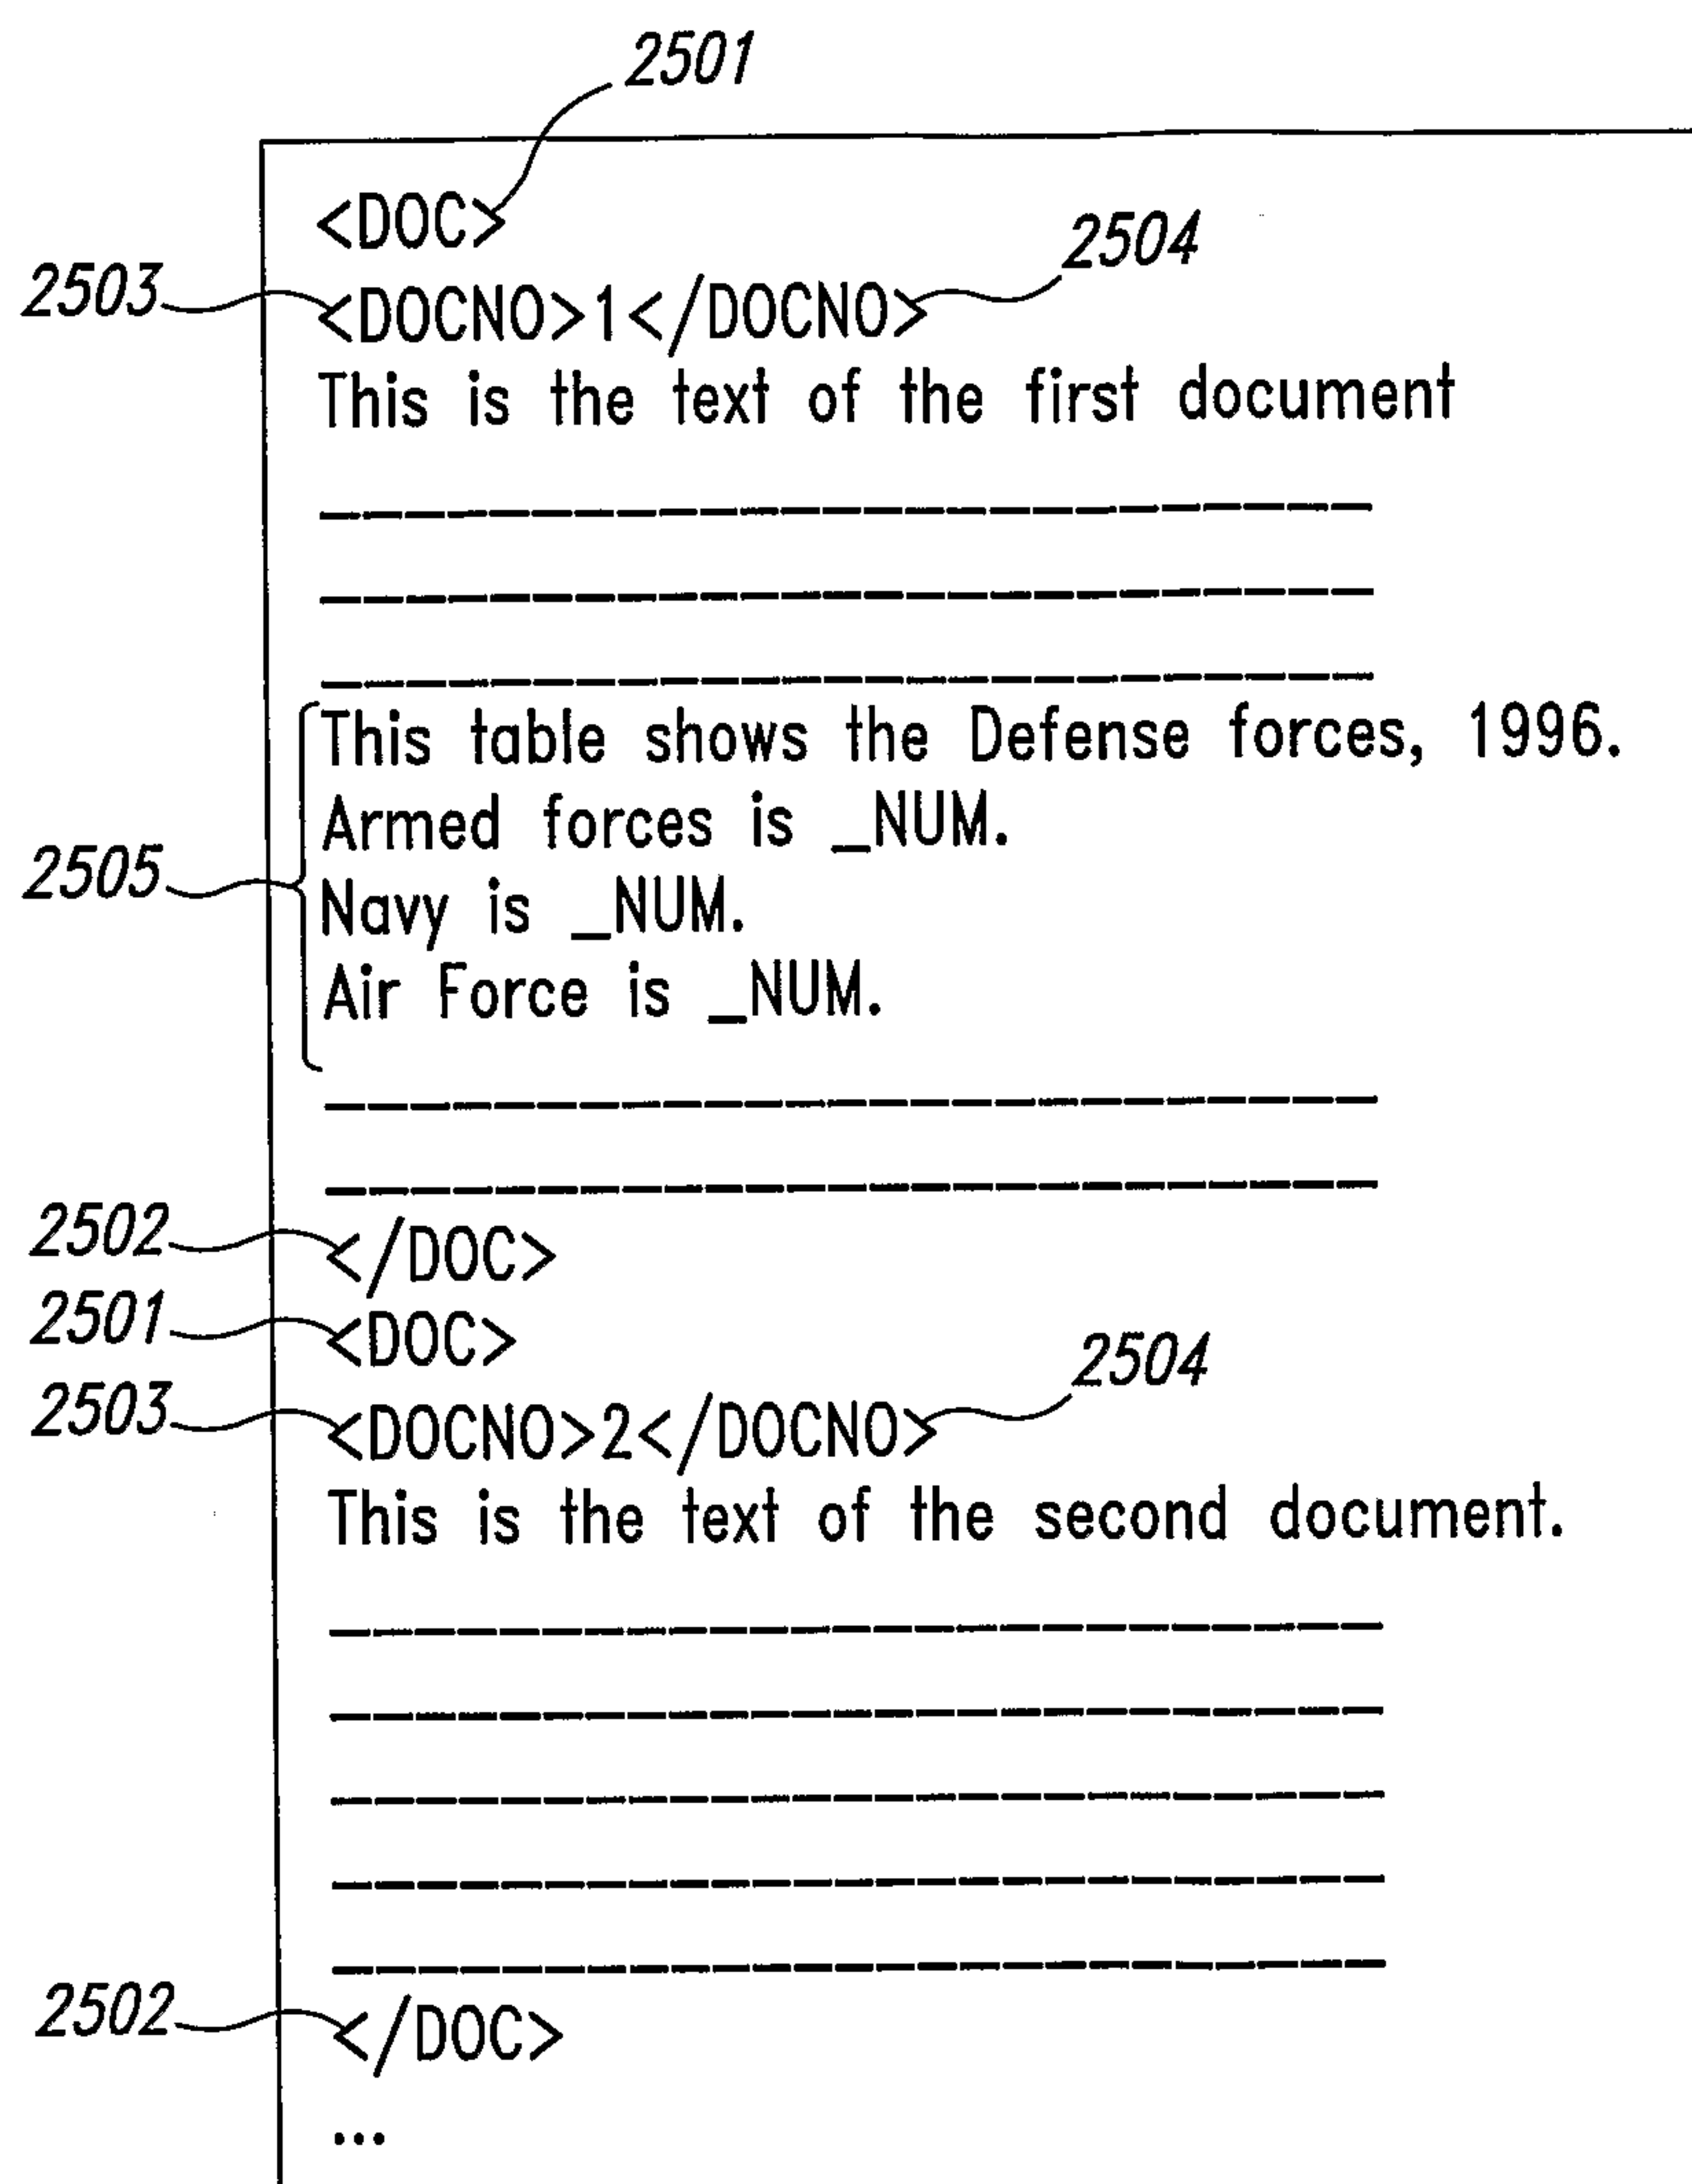 2501
<DOC>
2504
2503
<DOCNO>1</DOCNO>
This is the text of the first document
This table shows the Defense forces, 1996.
Armed forces is _NUM.
2505
Navy is _NUM.
Air Force is _NUM.
2502
</DOC>
2501
<DOC>
2504
2503
<DOCNO>2</DOCNO>
This is the text of the second document.
2502
</DOC>
...